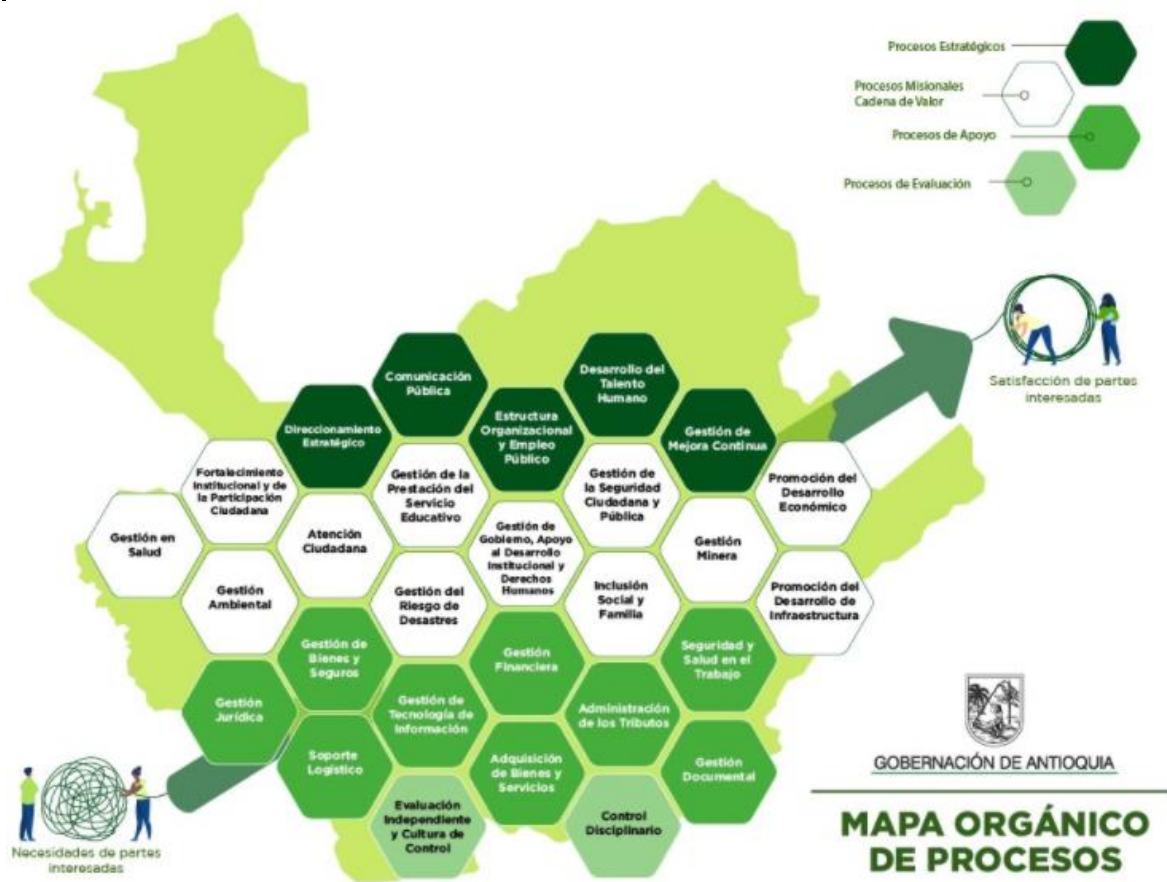 Procesos Estratégicos
Procesos Misionales
Cadena de Valor
Procesos de Apoyo
Procesos de Evaluación
Satisfacción de partes
interesadas
Comunicación
Pública
Desarrollo del
Talento
Humano
Direccionamiento
Estratégico
Estructura
Organizacional
y Empleo
Público
Gestión de
Mejora Continua
Fortalecimiento
Institucional y de
la Participación
Ciudadana
Gestión de la
Prestación del
Servicio
Educativo
Gestión de
la Seguridad
Ciudadana y
Pública
Promoción del
Desarrollo
Económico
Gestión en
Salud
Atención
Ciudadana
Gestión de
Gobierno, Apoyo
al Desarrollo
Institucional y
Derechos
Humanos
Gestión
Minera
Gestión
Ambiental
Gestión del
Riesgo de
Desastres
Inclusión
Social y
Familia
Promoción del
Desarrollo de
Infraestructura
Gestión de
Bienes y
Seguros
Gestión
Financiera
Seguridad y
Salud en el
Trabajo
Gestión
Jurídica
Gestión de
Tecnología de
Información
Administración
de los Tributos
Soporte
Logístico
Adquisición
de Bienes y
Servicios
Gestión
Documental
Evaluación
Independiente
y Cultura de
Control
Control
Disciplinario
Necesidades de partes
interesadas
GOBERNACIÓN DE ANTIOQUIA
MAPA ORGÁNICO
DE PROCESOS